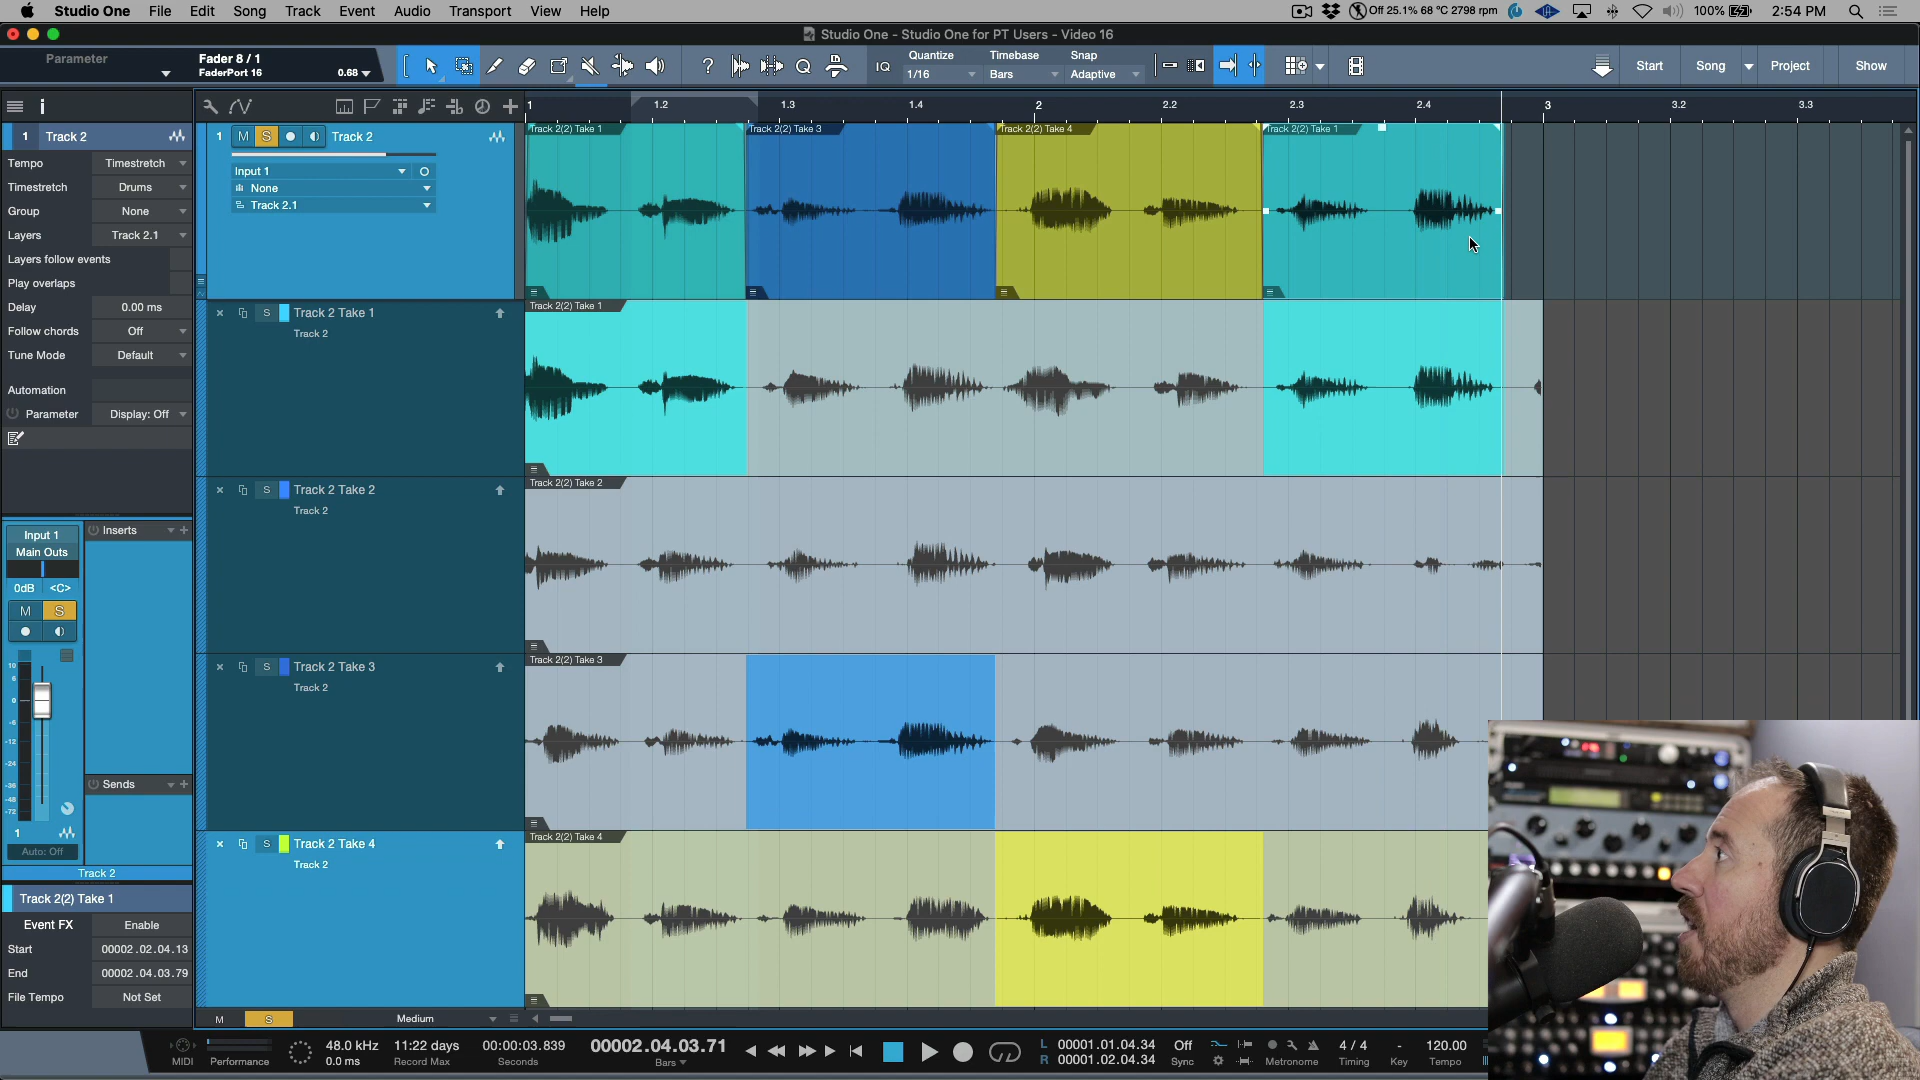 Studio One File Edit Song Track Event Audio Transport View Help
Off 25.1% 68 °C 2798 rpm 100% 2:54 PM
Studio One - Studio One for PT Users - Video 16
Parameter
Fader 8 / 1
FaderPort 16 0.68
IQ
Quantize
1/16
Timebase
Bars
Snap
Adaptive
Start Song Project Show
1 1.2 1.3 1.4 2 2.2 2.3 2.4 3 3.2 3.3
1 Track 2
Tempo Timestretch
Timestretch Drums
Group None
Layers Track 2.1
Layers follow events
Play overlaps
Delay 0.00 ms
Follow chords Off
Tune Mode Default
Automation
Parameter Display: Off
1 M S Track 2
Input 1
None
Track 2.1
Track 2(2) Take 1
Track 2(2) Take 3
Track 2(2) Take 4
Track 2(2) Take 1
S Track 2 Take 1
Track 2
Track 2(2) Take 1
S Track 2 Take 2
Track 2
Track 2(2) Take 2
S Track 2 Take 3
Track 2
Track 2(2) Take 3
S Track 2 Take 4
Track 2
Track 2(2) Take 4
Input 1
Main Outs
0dB <C>
M S
10
6
0
-6
-12
-24
-36
-48
-72
1
Auto: Off
Track 2
Inserts
Sends
Track 2(2) Take 1
Event FX Enable
Start 00002.02.04.13
End 00002.04.03.79
File Tempo Not Set
M S Medium
MIDI
Performance
48.0 kHz
0.0 ms
11:22 days
Record Max
00:00:03.839
Seconds
00002.04.03.71
Bars
L 00001.01.04.34
R 00001.02.04.34
Off
Sync
Metronome
4 / 4
Timing
-
Key
120.00
Tempo